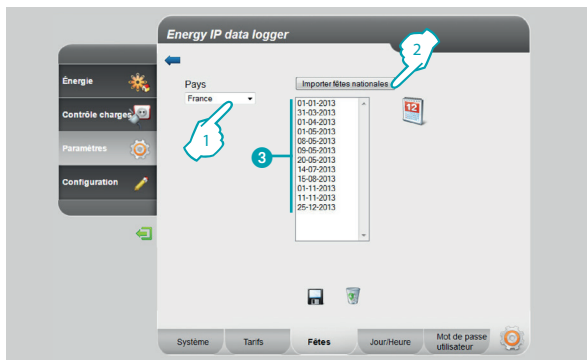 Energy IP data logger
2
Énergie
Contrôle charges
Paramètres
Configuration
Pays
France
1
Importer fêtes nationales
12
3
01-01-2013
31-03-2013
01-04-2013
01-05-2013
08-05-2013
09-05-2013
20-05-2013
14-07-2013
15-08-2013
01-11-2013
11-11-2013
25-12-2013
Système
Tarifs
Fêtes
Jour/Heure
Mot de passe
utilisateur